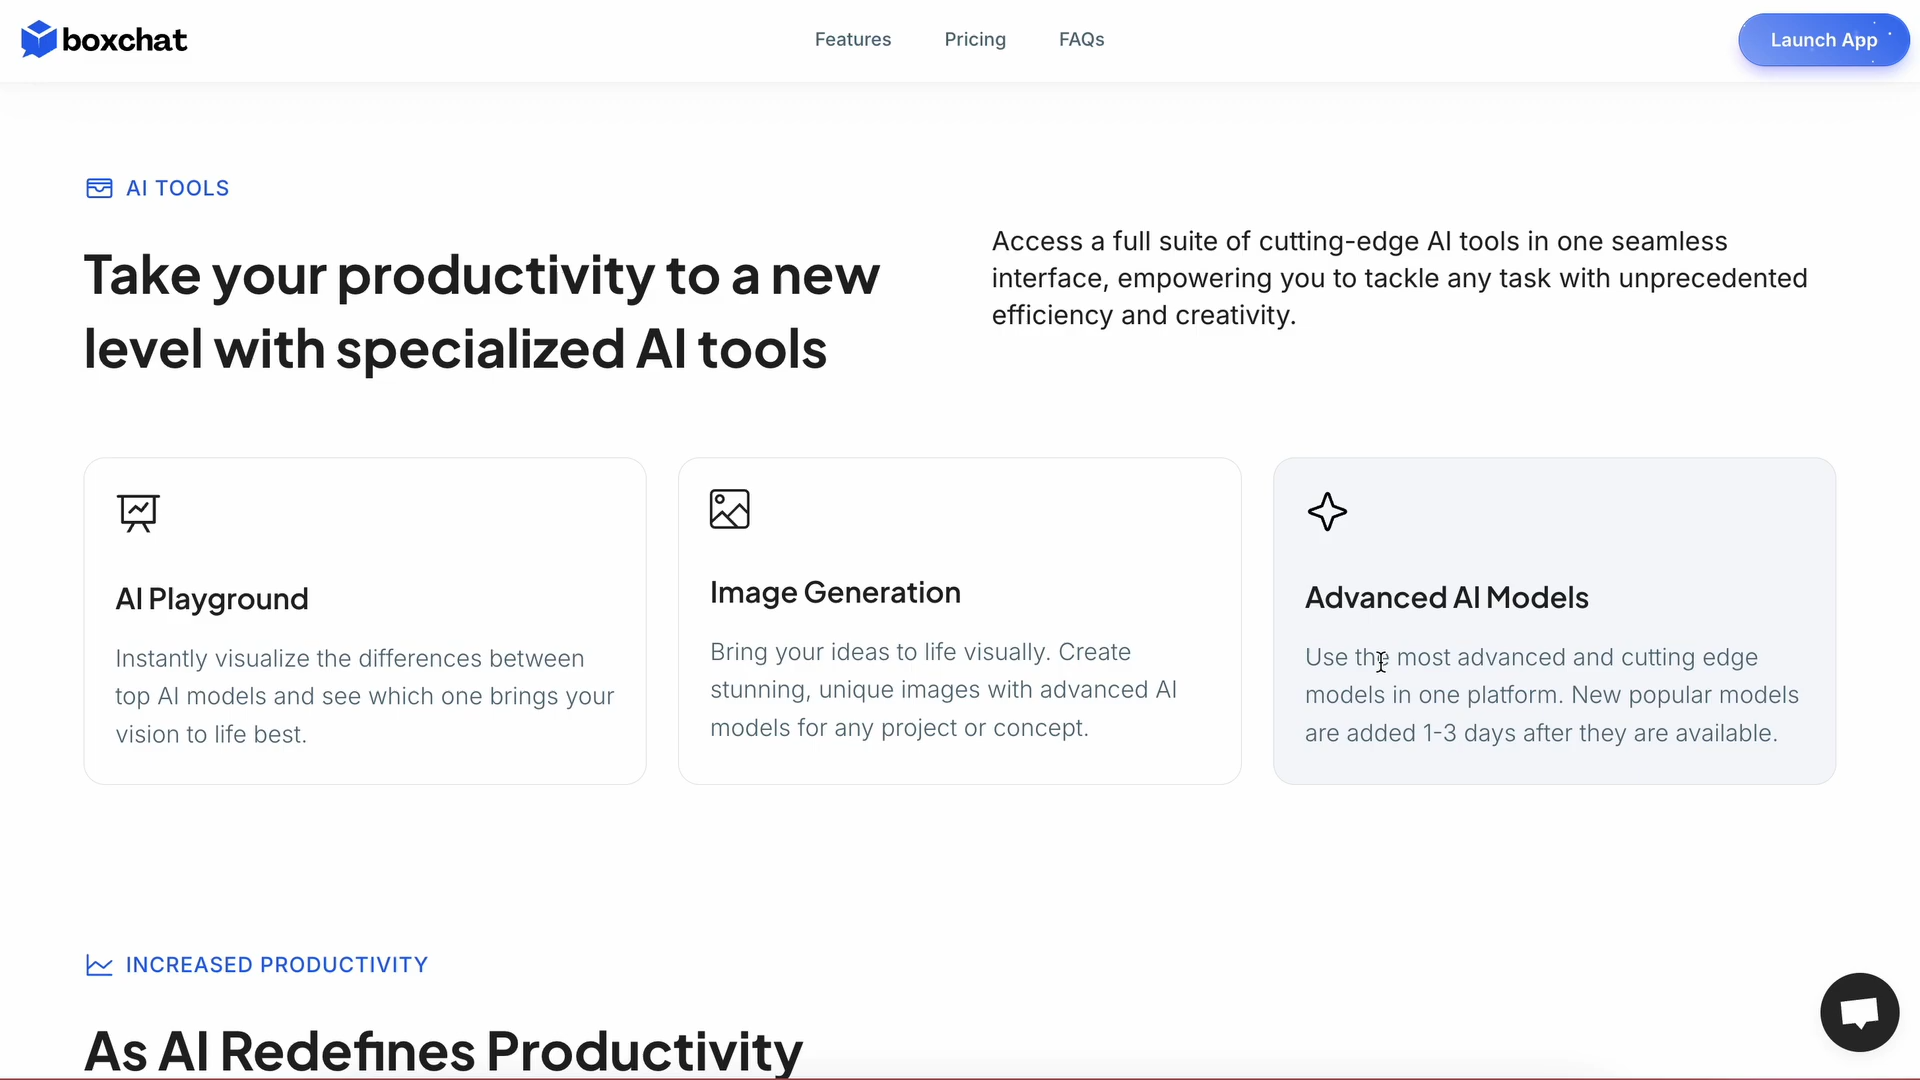 boxchat
Features
Pricing
FAQs
Launch App
AI TOOLS
Take your productivity to a new
level with specialized AI tools
Access a full suite of cutting-edge AI tools in one seamless
interface, empowering you to tackle any task with unprecedented
efficiency and creativity.
AI Playground
Instantly visualize the differences between
top AI models and see which one brings your
vision to life best.
Image Generation
Bring your ideas to life visually. Create
stunning, unique images with advanced AI
models for any project or concept.
Advanced AI Models
Use the most advanced and cutting edge
models in one platform. New popular models
are added 1-3 days after they are available.
INCREASED PRODUCTIVITY
As AI Redefines Productivity